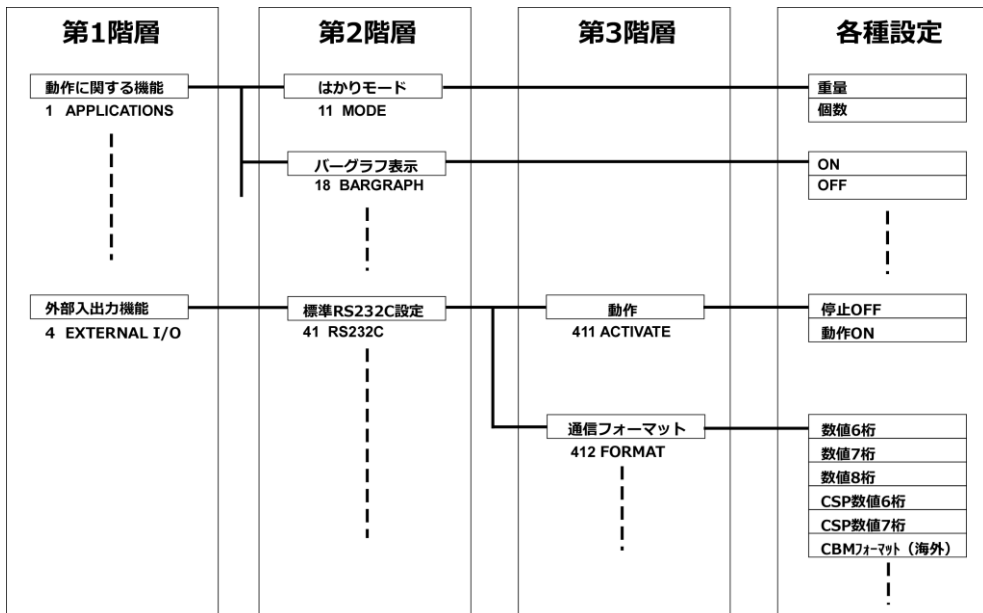 第1階層
第2階層
第3階層
各種設定
動作に関する機能
1 APPLICATIONS
はかりモード
11 MODE
重量
個数
バーグラフ表示
18 BARGRAPH
ON
OFF
外部入出力機能
4 EXTERNAL I/O
標準RS232C設定
41 RS232C
動作
411 ACTIVATE
停止OFF
動作ON
通信フォーマット
412 FORMAT
数値6桁
数値7桁
数値8桁
CSP数値6桁
CSP数値7桁
CBMﾌｫｰﾏｯﾄ（海外）